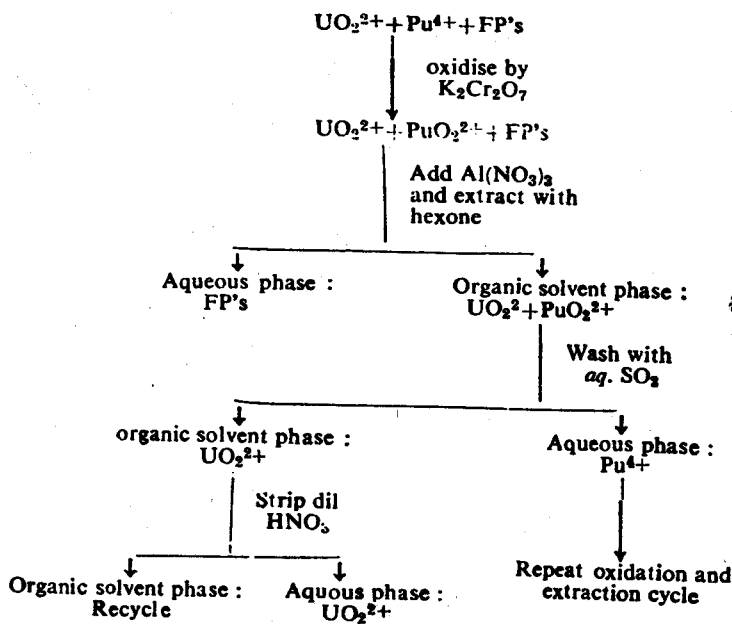 UO₂²⁺+Pu⁴⁺+FP's
oxidise by
K₂Cr₂O₇
UO₂²⁺+PuO₂²⁺+FP's
Add Al(NO₃)₃
and extract with
hexone
Aqueous phase :
FP's
Organic solvent phase :
UO₂²+PuO₂²⁺
Wash with
aq. SO₂
organic solvent phase :
UO₂²⁺
Aqueous phase :
Pu⁴⁺
Strip dil
HNO₃
Organic solvent phase :
Recycle
Aquous phase :
UO₂²⁺
Repeat oxidation and
extraction cycle